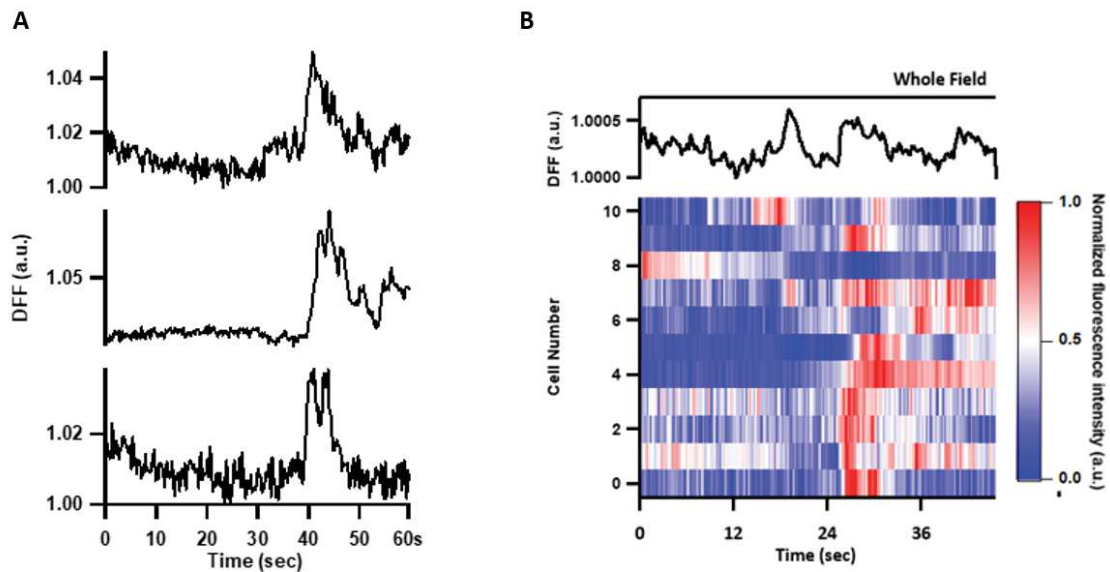 A
1.04
1.02
1.00
1.05
DFF (a.u.)
1.02
1.00
0 10 20 30 40 50 60s
Time (sec)
B
Whole Field
1.0005
1.0000
DFF (a.u.)
10
8
6
4
2
0
Cell Number
0 12 24 36
Time (sec)
1.0
0.5
0.0
Normalized fluorescence intensity (a.u.)